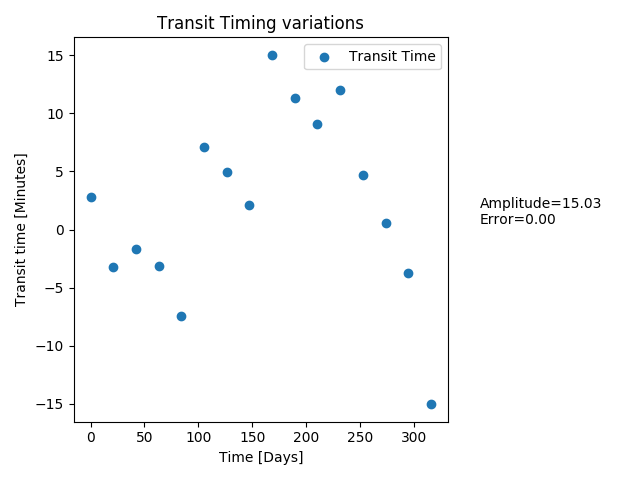 Transit Timing variations
Transit Time
Transit time [Minutes]
15
10
5
0
−5
−10
−15
Amplitude=15.03
Error=0.00
0 50 100 150 200 250 300
Time [Days]